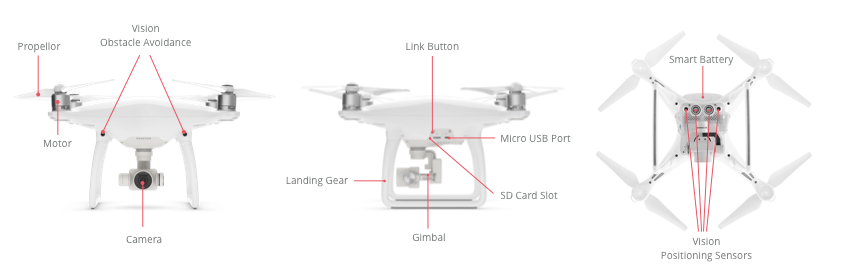 Vision
Obstacle Avoidance
Propellor
Motor
Camera
Link Button
Micro USB Port
Landing Gear
SD Card Slot
Gimbal
Smart Battery
Vision
Positioning Sensors